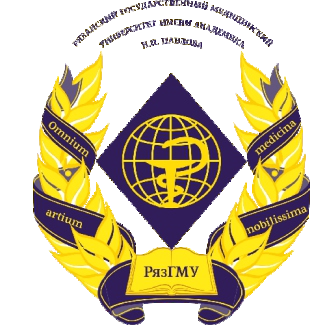 РЯЗАНСКИЙ ГОСУДАРСТВЕННЫЙ МЕДИЦИНСКИЙ
УНИВЕРСИТЕТ ИМЕНИ АКАДЕМИКА
И.П. ПАВЛОВА
omnium
medicina
artium
nobilissima
РязГМУ